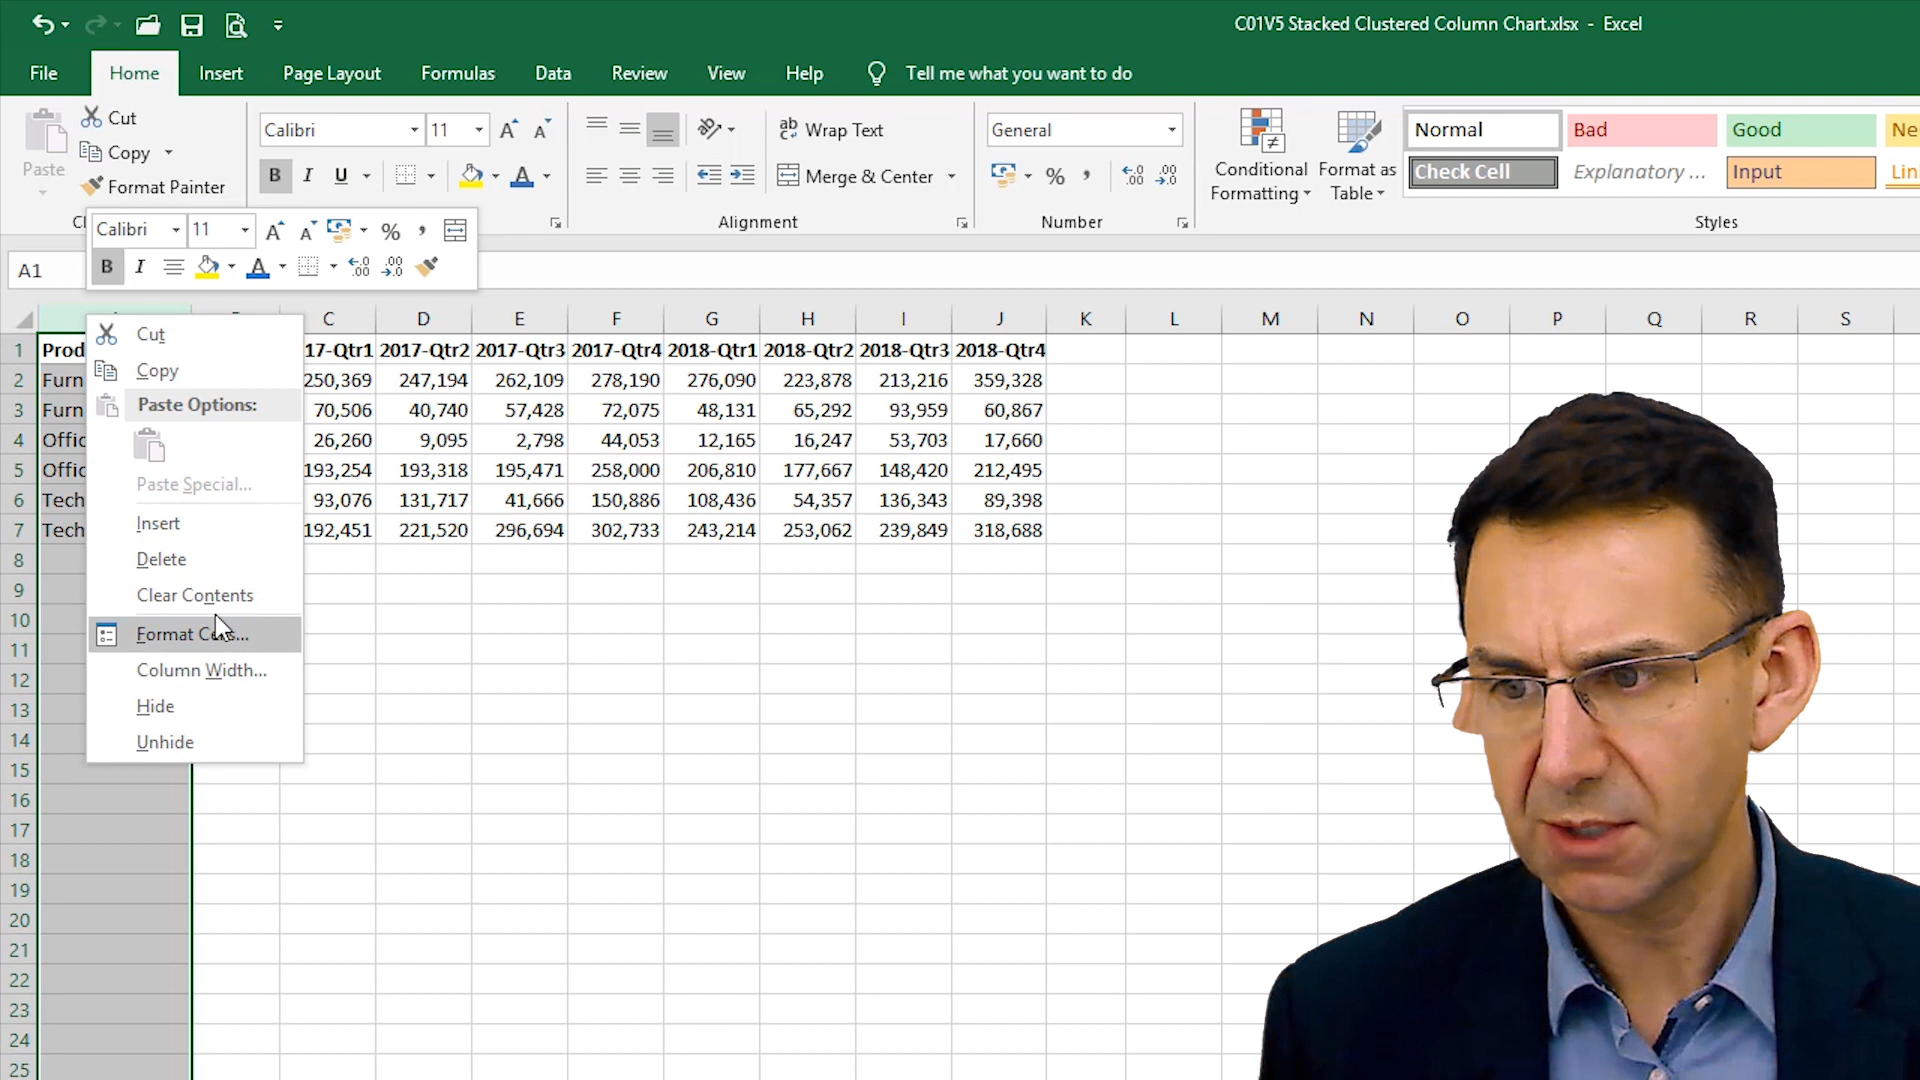 C01V5 Stacked Clustered Column Chart.xlsx - Excel
File Home Insert Page Layout Formulas Data Review View Help Tell me what you want to do
Cut
Copy
Format Painter
Paste
Calibri 11
B I U
Wrap Text
Merge & Center
Alignment
General
%
Number
Conditional Formatting
Format as Table
Normal Bad Good Ne
Check Cell Explanatory ... Input Lin
Styles
Calibri 11 %
B I
A1
C D E F G H I J K L M N O P Q R S
1 Prod 17-Qtr1 2017-Qtr2 2017-Qtr3 2017-Qtr4 2018-Qtr1 2018-Qtr2 2018-Qtr3 2018-Qtr4
2 Furn 250,369 247,194 262,109 278,190 276,090 223,878 213,216 359,328
3 Furn 70,506 40,740 57,428 72,075 48,131 65,292 93,959 60,867
4 Offic 26,260 9,095 2,798 44,053 12,165 16,247 53,703 17,660
5 Offic 193,254 193,318 195,471 258,000 206,810 177,667 148,420 212,495
6 Tech 93,076 131,717 41,666 150,886 108,436 54,357 136,343 89,398
7 Tech 192,451 221,520 296,694 302,733 243,214 253,062 239,849 318,688
8
9
10
11
12
13
14
15
16
17
18
19
20
21
22
23
24
25
Cut
Copy
Paste Options:
Paste Special...
Insert
Delete
Clear Contents
Format Cells...
Column Width...
Hide
Unhide